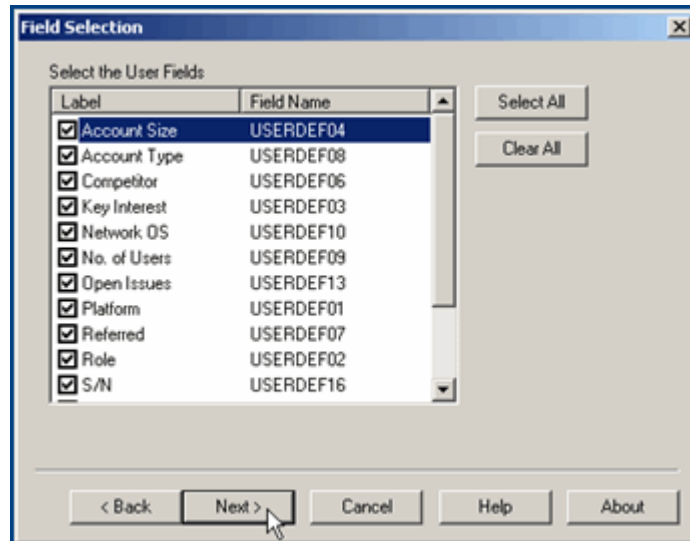 Field Selection
Select the User Fields
Label Field Name
Account Size USERDEF04
Account Type USERDEF08
Competitor USERDEF06
Key Interest USERDEF03
Network OS USERDEF10
No. of Users USERDEF09
Open Issues USERDEF13
Platform USERDEF01
Referred USERDEF07
Role USERDEF02
S/N USERDEF16
Select All
Clear All
< Back Next > Cancel Help About